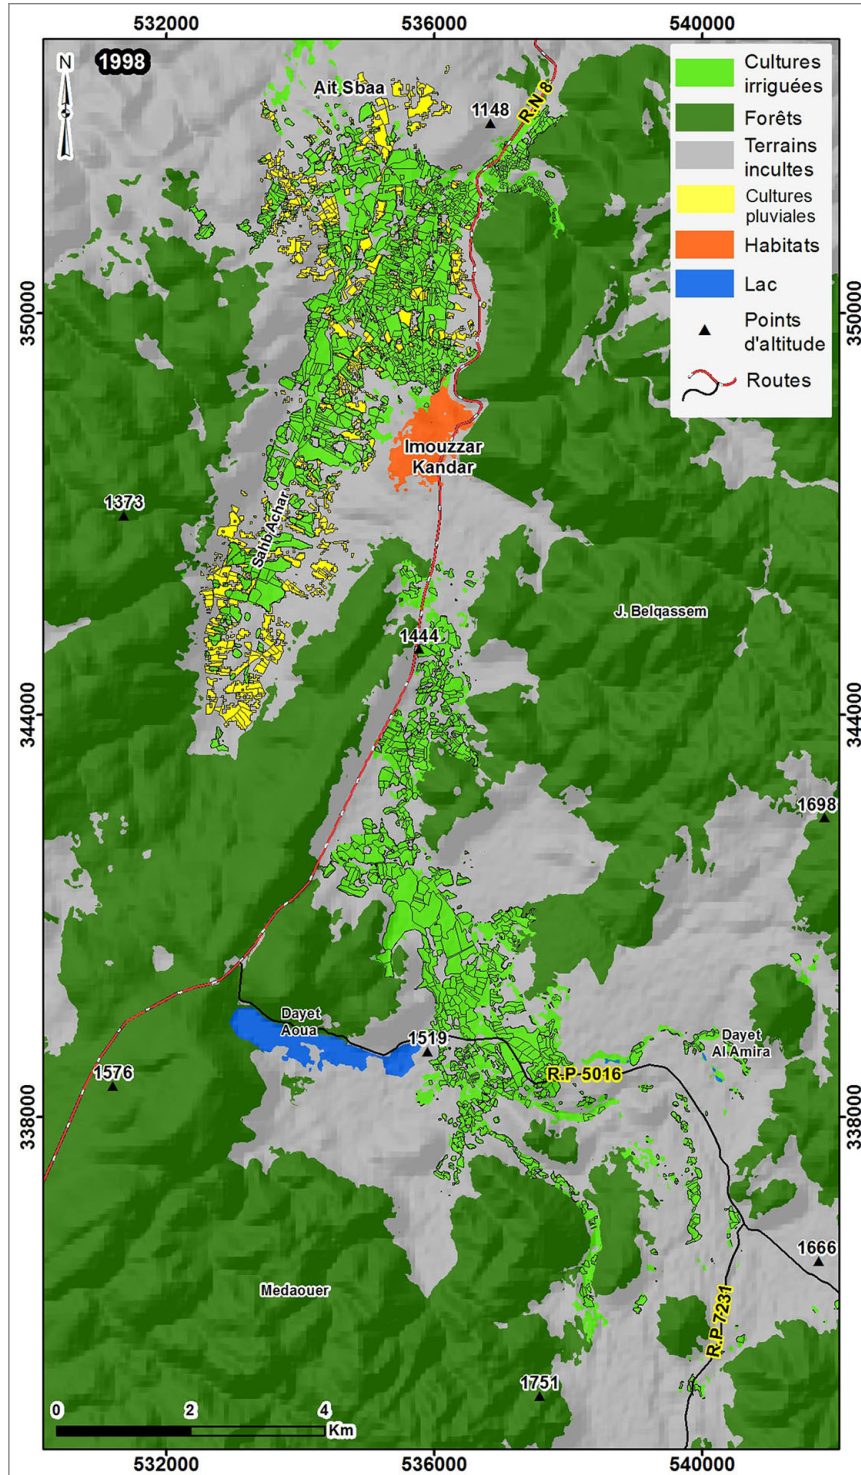 532000
536000
540000
N
1998
Cultures
irriguées
Forêts
Terrains
incultes
Cultures
pluviales
Habitats
Lac
Points
d'altitude
Routes
Ait Sbaa
1148
R.N.8
350000
350000
Imouzzar
Kandar
1373
Sahb Achar
J. Belqassem
1444
344000
344000
1698
Dayet
Aoua
1519
Dayet
Al Amira
R.P 5016
1576
338000
338000
1666
Medaouer
R.P 7231
1751
0
2
4
Km
532000
536000
540000